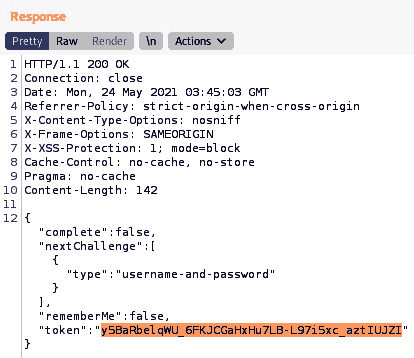 Response
Pretty Raw Render \n Actions
1 HTTP/1.1 200 OK
2 Connection: close
3 Date: Mon, 24 May 2021 03:45:03 GMT
4 Referrer-Policy: strict-origin-when-cross-origin
5 X-Content-Type-Options: nosniff
6 X-Frame-Options: SAMEORIGIN
7 X-XSS-Protection: 1; mode=block
8 Cache-Control: no-cache, no-store
9 Pragma: no-cache
10 Content-Length: 142
11
12 {
"complete":false,
"nextChallenge":[
{
"type":"username-and-password"
}
],
"rememberMe":false,
"token":"y5BaRbelqWU_6FKJCGaHxHu7LB-L97i5xc_aztIUJZI"
}